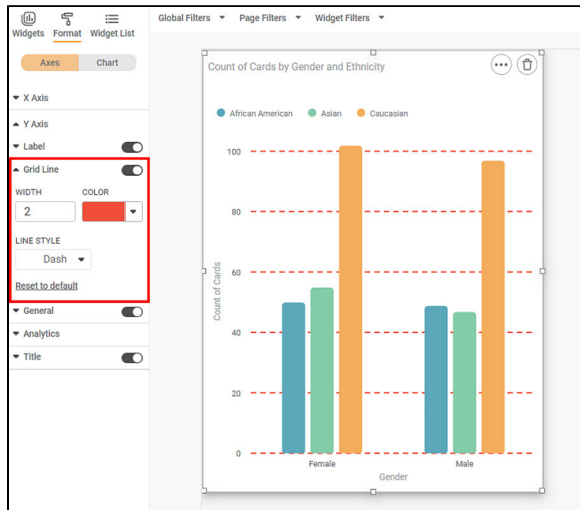 Widgets Format Widget List
Global Filters Page Filters Widget Filters
Axes Chart
X Axis
Y Axis
Label
Grid Line
WIDTH COLOR
2
LINE STYLE
Dash
Reset to default
General
Analytics
Title
Count of Cards by Gender and Ethnicity
African American Asian Caucasian
100
80
60
40
20
0
Count of Cards
Female Male
Gender